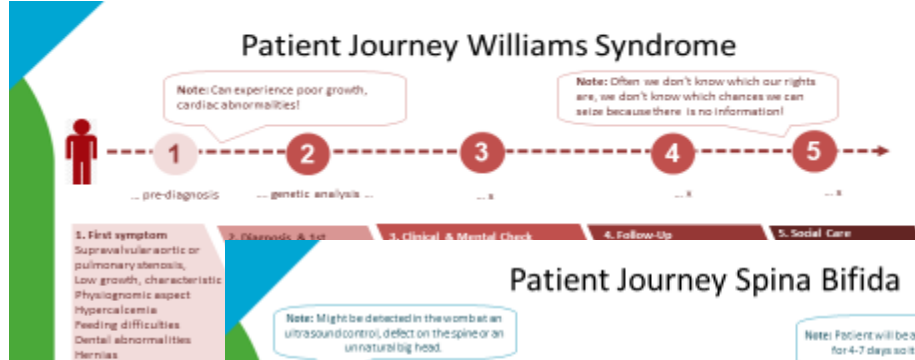 Patient Journey Williams Syndrome
Note: Can experience poor growth,
cardiac abnormalities!
Note: Often we don't know which our rights
are, we don't know which chances we can
seize because there is no information!
1
2
3
4
5
... pre-diagnosis
... genetic analysis ...
... x
... x
... x
1. First symptom
Supravalvular aortic or
pulmonary stenosis,
Low growth, characteristic
Physiognomic aspect
Hypercalcemia
Feeding difficulties
Dental abnormalities
Hernias
2. Diagnosis & 1st
3. Clinical & Mental Check
4. Follow-Up
5. Social Care
Patient Journey Spina Bifida
Note: Might be detected in the womb at an
ultrasound control, defect on the spine or an
unnatural big head.
Note: Patient will be a
for 4-7 days so it